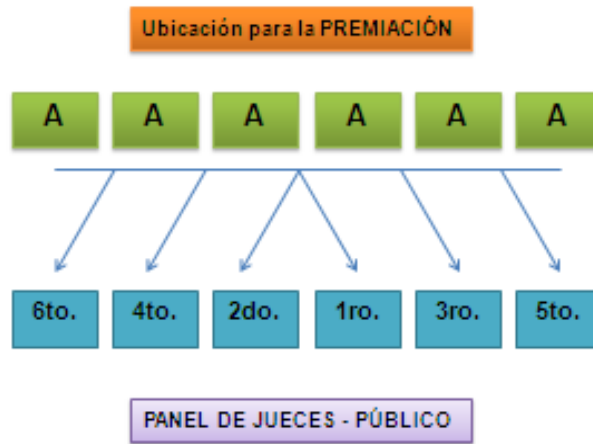 Ubicación para la PREMIACIÓN
A A A A A A
6to. 4to. 2do. 1ro. 3ro. 5to.
PANEL DE JUECES - PÚBLICO